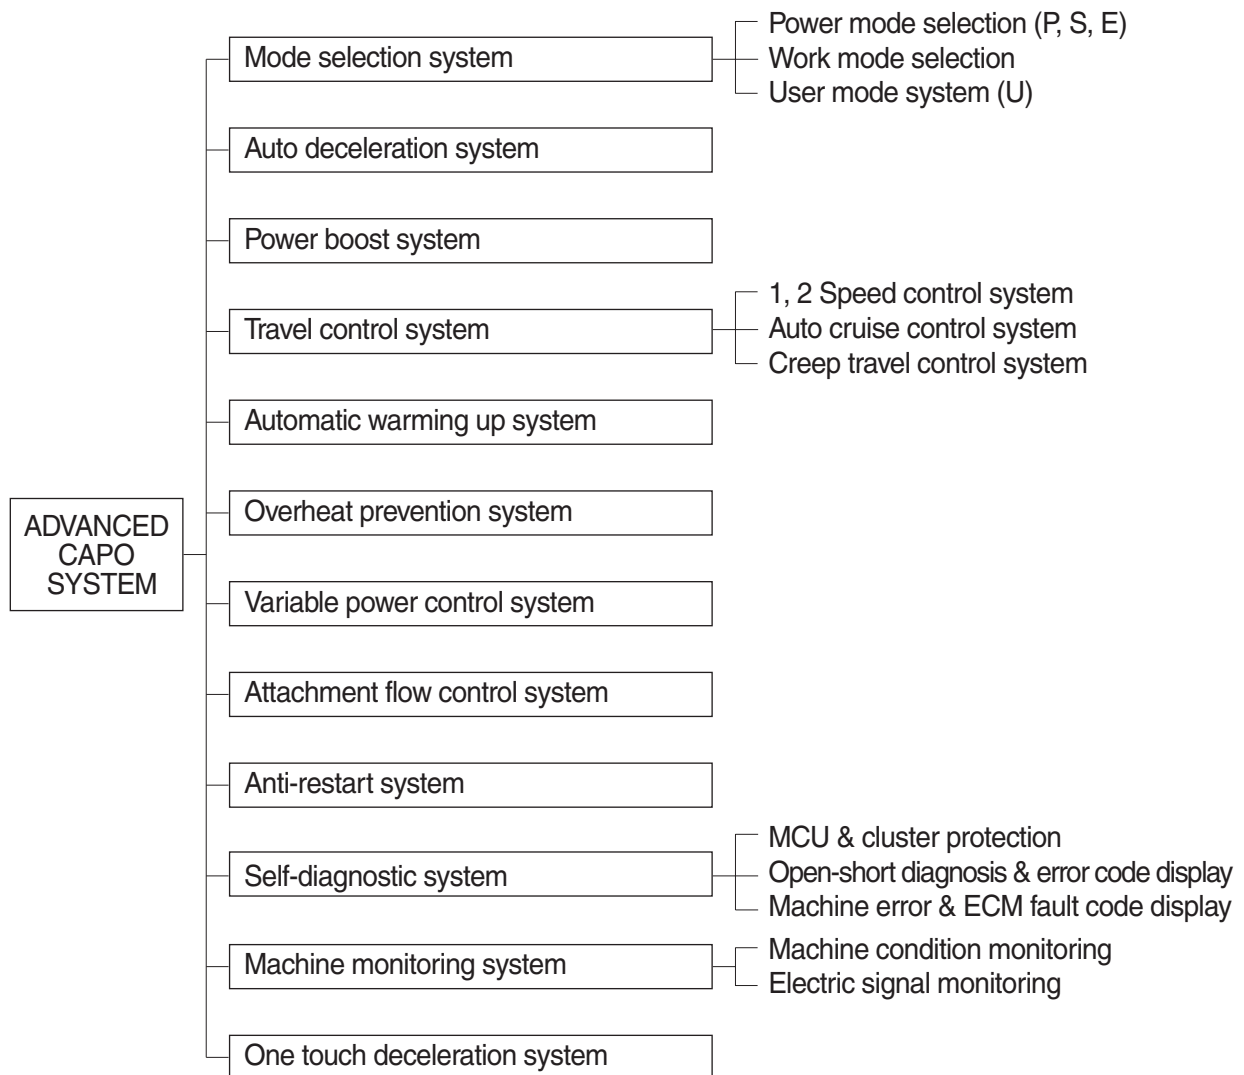 Power mode selection (P, S, E)
Mode selection system
Work mode selection
User mode system (U)
Auto deceleration system
Power boost system
1, 2 Speed control system
Travel control system
Auto cruise control system
Creep travel control system
Automatic warming up system
Overheat prevention system
ADVANCED
CAPO
SYSTEM
Variable power control system
Attachment flow control system
Anti-restart system
MCU & cluster protection
Self-diagnostic system
Open-short diagnosis & error code display
Machine error & ECM fault code display
Machine condition monitoring
Machine monitoring system
Electric signal monitoring
One touch deceleration system